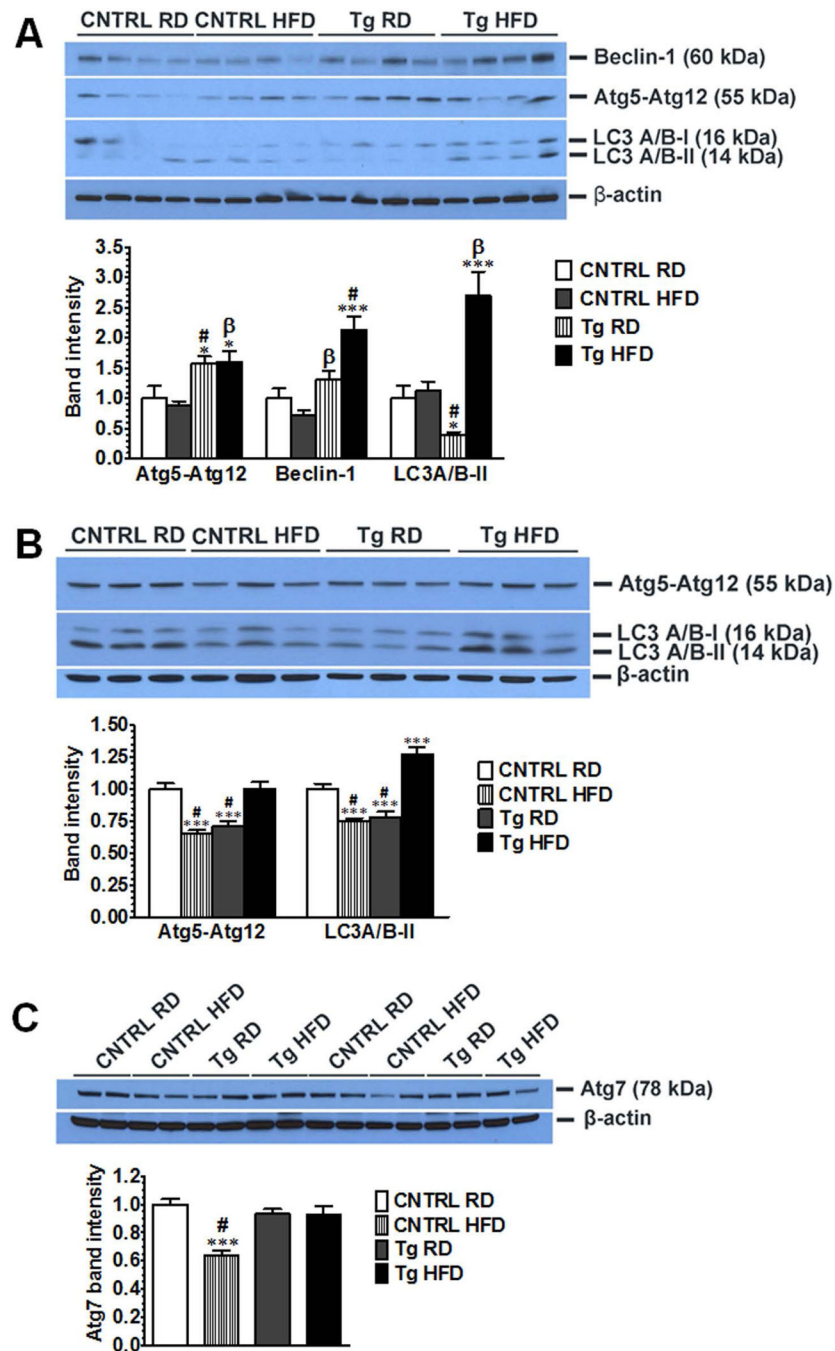 A
CNTRL RD CNTRL HFD Tg RD Tg HFD
Beclin-1 (60 kDa)
Atg5-Atg12 (55 kDa)
LC3 A/B-I (16 kDa)
LC3 A/B-II (14 kDa)
β-actin
Band intensity
3.5
3.0
2.5
2.0
1.5
1.0
0.5
0.0
# * β * β # *** # * β ***
Atg5-Atg12 Beclin-1 LC3A/B-II
CNTRL RD
CNTRL HFD
Tg RD
Tg HFD
B
CNTRL RD CNTRL HFD Tg RD Tg HFD
Atg5-Atg12 (55 kDa)
LC3 A/B-I (16 kDa)
LC3 A/B-II (14 kDa)
β-actin
Band intensity
1.50
1.25
1.00
0.75
0.50
0.25
0.00
# *** # *** # *** # *** ***
Atg5-Atg12 LC3A/B-II
CNTRL RD
CNTRL HFD
Tg RD
Tg HFD
C
CNTRL RD CNTRL HFD Tg RD Tg HFD CNTRL RD CNTRL HFD Tg RD Tg HFD
Atg7 (78 kDa)
β-actin
Atg7 band intensity
1.2
1.0
0.8
0.6
0.4
0.2
0.0
# ***
CNTRL RD
CNTRL HFD
Tg RD
Tg HFD